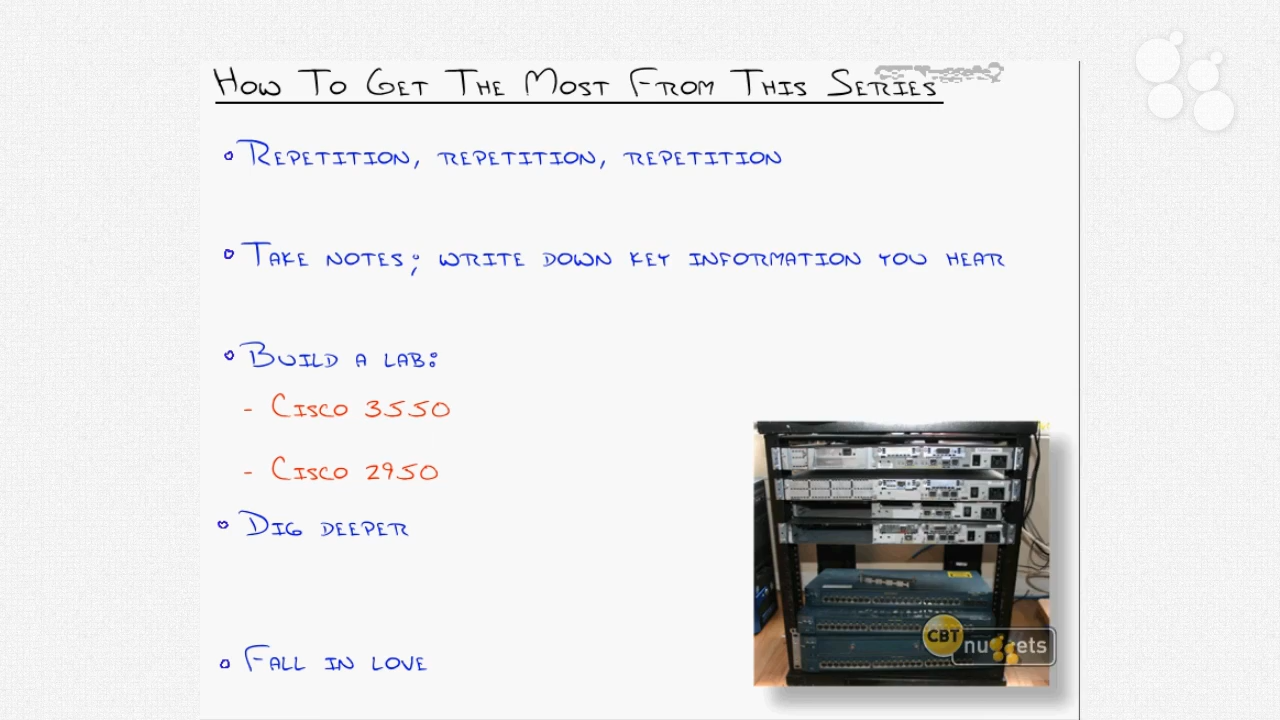 How To Get The Most From This Series
Repetition, repetition, repetition
Take notes; write down key information you hear
Build a lab:
- Cisco 3550
- Cisco 2950
Dig deeper
Fall in love
CBT nuggets